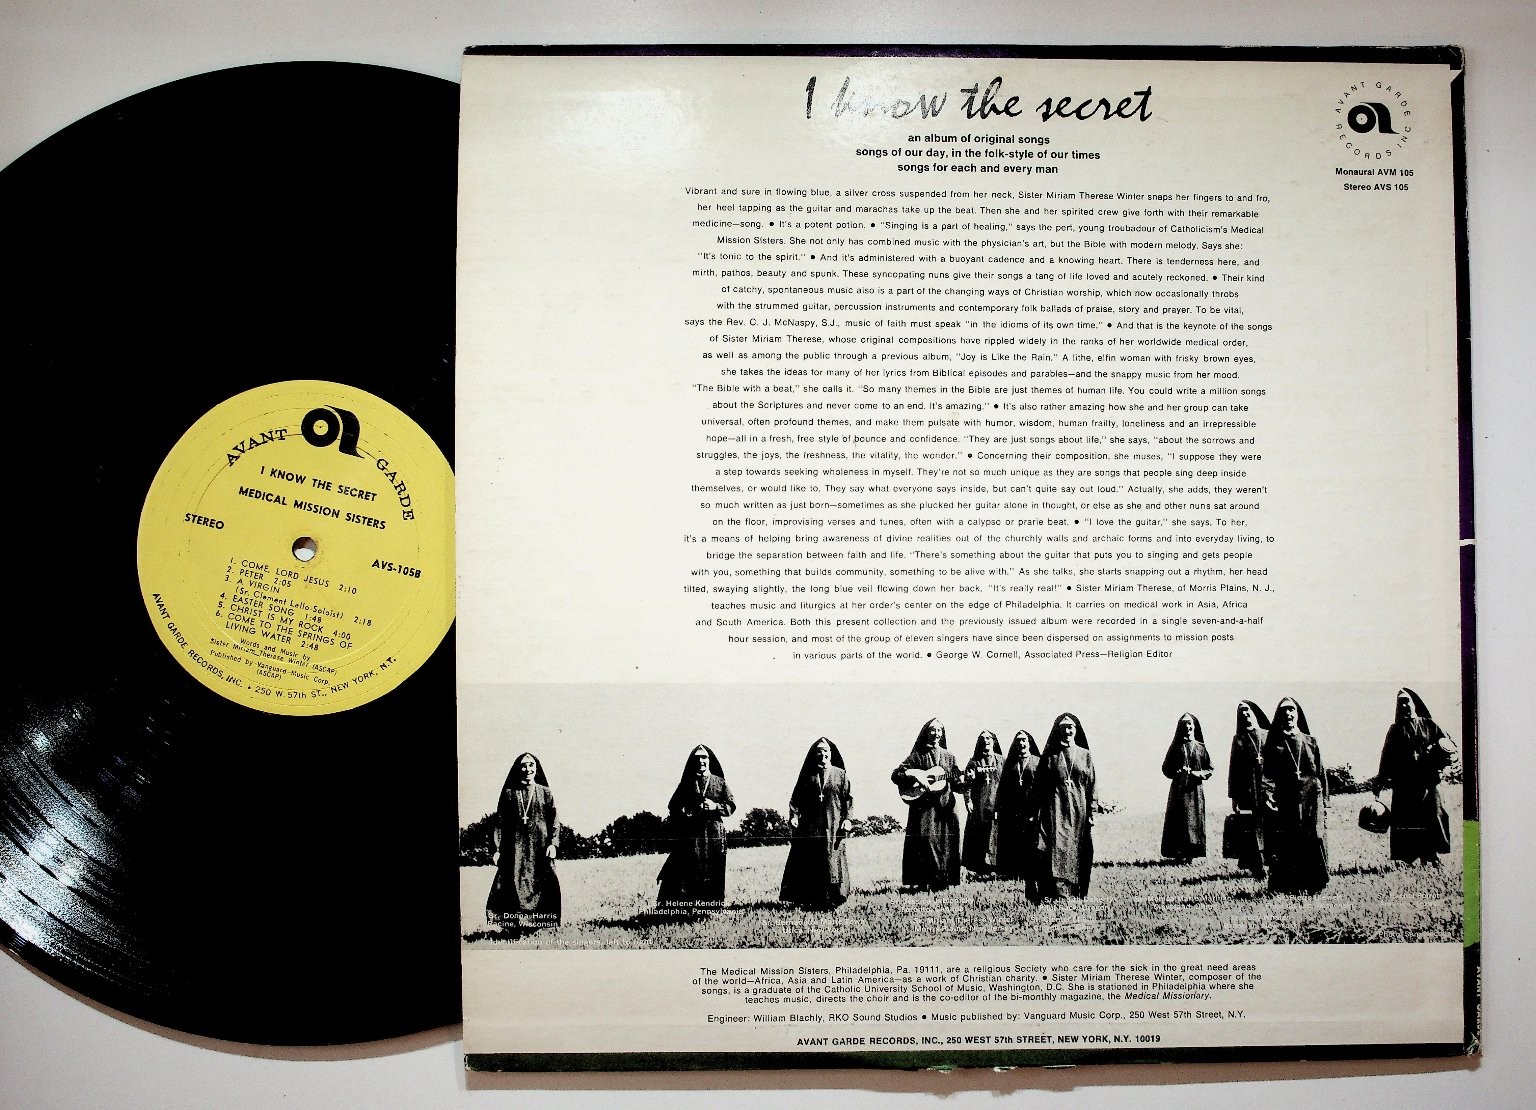 AVANT GARDE
I KNOW THE SECRET
MEDICAL MISSION SISTERS
STEREO
AVS-105B
1. COME, LORD JESUS 2:10
2. PETER 2:05
3. A VIRGIN
(Sr. Clement Lello-Soloist) 2:18
4. EASTER SONG 1:48
5. CHRIST IS MY ROCK 4:00
6. COME TO THE SPRINGS OF
LIVING WATER 2:48
Words and Music by
Sister Miriam Therese Winter (ASCAP)
Published by Vanguard Music Corp.
(ASCAP)
AVANT GARDE RECORDS, INC. • 250 W. 57th ST., NEW YORK, N.Y.
I know the secret
an album of original songs
songs of our day, in the folk-style of our times
songs for each and every man
AVANT GARDE RECORDS INC
Monaural AVM 105
Stereo AVS 105
Vibrant and sure in flowing blue, a silver cross suspended from her neck, Sister Miriam Therese Winter snaps her fingers to and fro,
her heel tapping as the guitar and marachas take up the beat. Then she and her spirited crew give forth with their remarkable
medicine—song. • It's a potent potion. • "Singing is a part of healing," says the pert, young troubadour of Catholicism's Medical
Mission Sisters. She not only has combined music with the physician's art, but the Bible with modern melody. Says she:
"It's tonic to the spirit." • And it's administered with a buoyant cadence and a knowing heart. There is tenderness here, and
mirth, pathos, beauty and spunk. These syncopating nuns give their songs a tang of life loved and acutely reckoned. • Their kind
of catchy, spontaneous music also is a part of the changing ways of Christian worship, which now occasionally throbs
with the strummed guitar, percussion instruments and contemporary folk ballads of praise, story and prayer. To be vital,
says the Rev. C. J. McNaspy, S.J., music of faith must speak "in the idioms of its own time." • And that is the keynote of the songs
of Sister Miriam Therese, whose original compositions have rippled widely in the ranks of her worldwide medical order,
as well as among the public through a previous album, "Joy is Like the Rain." A lithe, elfin woman with frisky brown eyes,
she takes the ideas for many of her lyrics from Biblical episodes and parables—and the snappy music from her mood.
"The Bible with a beat," she calls it. "So many themes in the Bible are just themes of human life. You could write a million songs
about the Scriptures and never come to an end. It's amazing." • It's also rather amazing how she and her group can take
universal, often profound themes, and make them pulsate with humor, wisdom, human frailty, loneliness and an irrepressible
hope—all in a fresh, free style of bounce and confidence. "They are just songs about life," she says, "about the sorrows and
struggles, the joys, the freshness, the vitality, the wonder." • Concerning their composition, she muses, "I suppose they were
a step towards seeking wholeness in myself. They're not so much unique as they are songs that people sing deep inside
themselves, or would like to. They say what everyone says inside, but can't quite say out loud." Actually, she adds, they weren't
so much written as just born—sometimes as she plucked her guitar alone in thought, or else as she and other nuns sat around
on the floor, improvising verses and tunes, often with a calypso or prarie beat. • "I love the guitar," she says. To her,
it's a means of helping bring awareness of divine realities out of the churchly walls and archaic forms and into everyday living, to
bridge the separation between faith and life. "There's something about the guitar that puts you to singing and gets people
with you, something that builds community, something to be alive with." As she talks, she starts snapping out a rhythm, her head
tilted, swaying slightly, the long blue veil flowing down her back. "It's really real!" • Sister Miriam Therese, of Morris Plains, N. J.,
teaches music and liturgics at her order's center on the edge of Philadelphia. It carries on medical work in Asia, Africa
and South America. Both this present collection and the previously issued album were recorded in a single seven-and-a-half
hour session, and most of the group of eleven singers have since been dispersed on assignments to mission posts
in various parts of the world. • George W. Cornell, Associated Press—Religion Editor
Sr. Donna Harris
Racine, Wisconsin
Sr. Helene Kendrick
Philadelphia, Pennsylvania
Identification of the singers, left to right
The Medical Mission Sisters, Philadelphia, Pa. 19111, are a religious Society who care for the sick in the great need areas
of the world—Africa, Asia and Latin America—as a work of Christian charity. • Sister Miriam Therese Winter, composer of the
songs, is a graduate of the Catholic University School of Music, Washington, D.C. She is stationed in Philadelphia where she
teaches music, directs the choir and is the co-editor of the bi-monthly magazine, the Medical Missionary.
Engineer: William Blachly, RKO Sound Studios • Music published by: Vanguard Music Corp., 250 West 57th Street, N.Y.
AVANT GARDE RECORDS, INC., 250 WEST 57th STREET, NEW YORK, N.Y. 10019